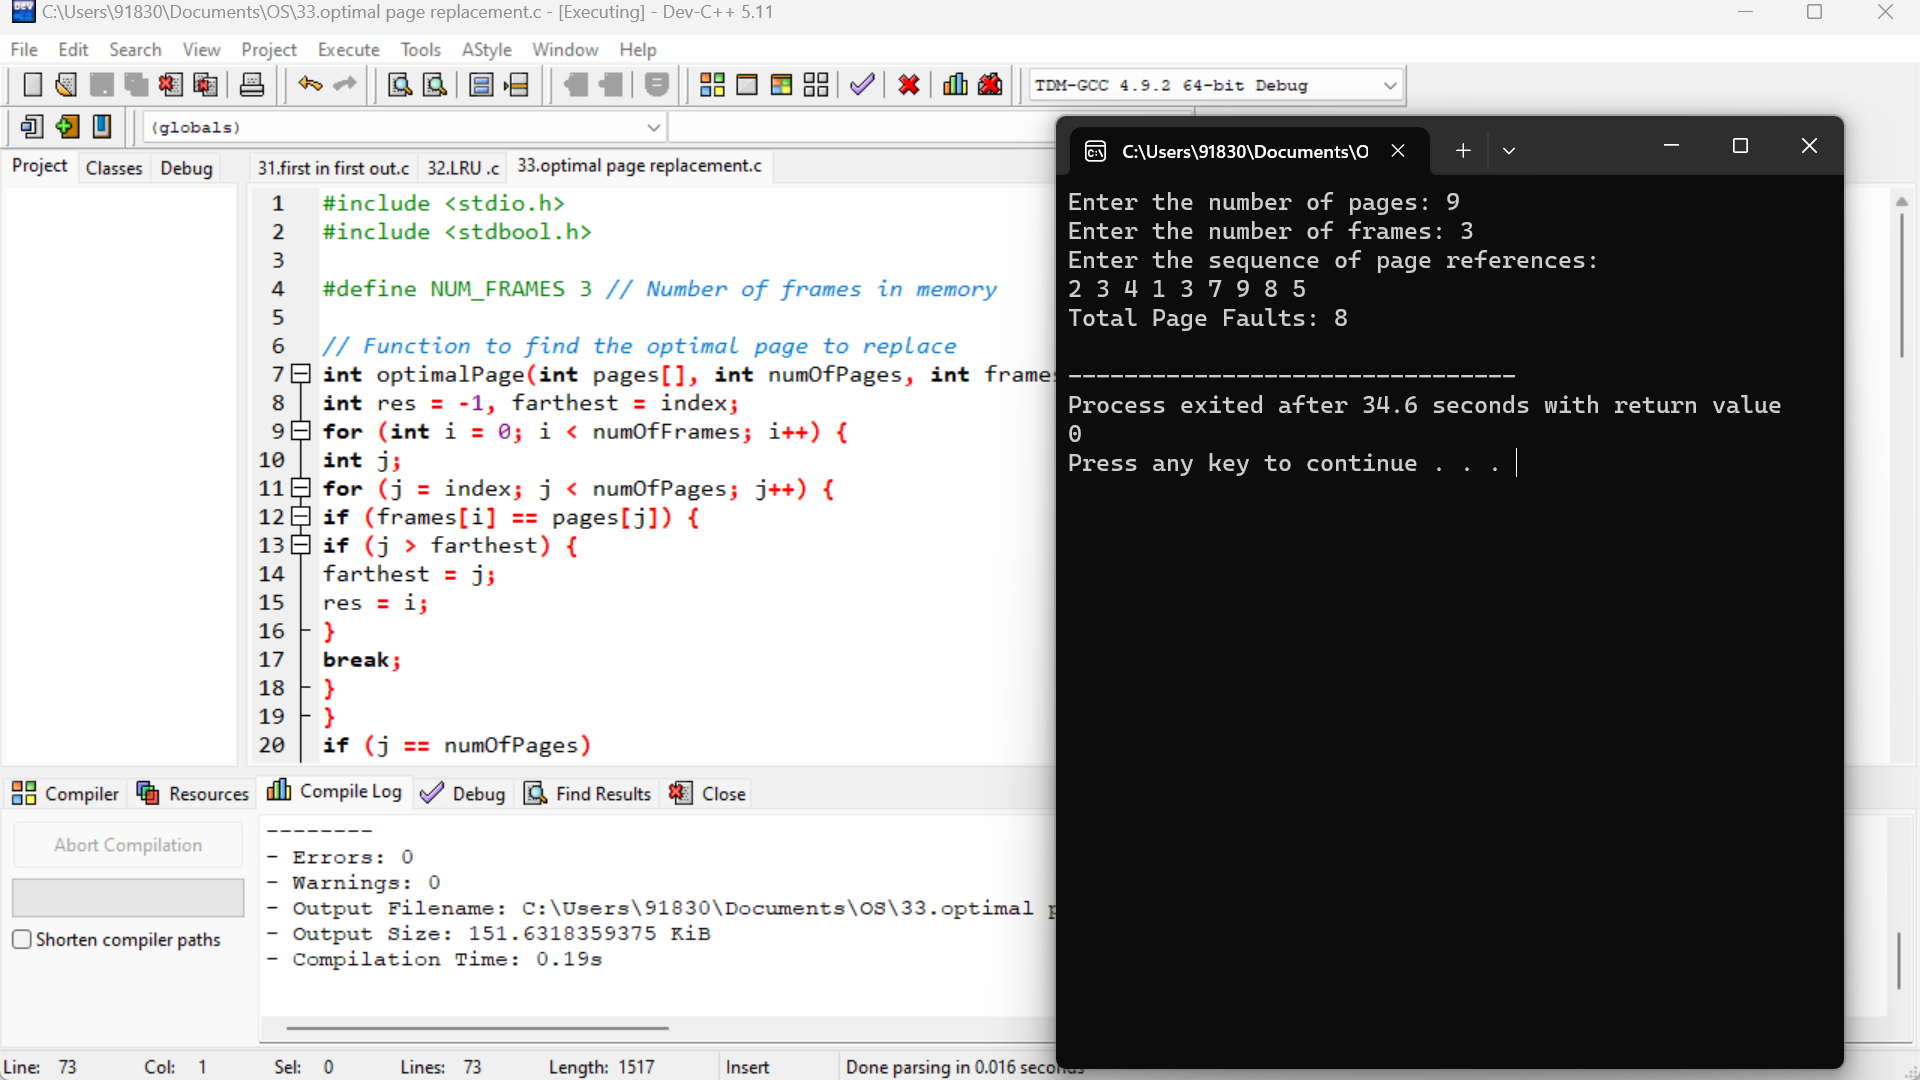 C:\Users\91830\Documents\OS\33.optimal page replacement.c - [Executing] - Dev-C++ 5.11
File Edit Search View Project Execute Tools AStyle Window Help
TDM-GCC 4.9.2 64-bit Debug
(globals)
Project Classes Debug
31.first in first out.c 32.LRU .c 33.optimal page replacement.c
1 #include <stdio.h>
2 #include <stdbool.h>
3
4 #define NUM_FRAMES 3 // Number of frames in memory
5
6 // Function to find the optimal page to replace
7 int optimalPage(int pages[], int numOfPages, int frames
8 int res = -1, farthest = index;
9 for (int i = 0; i < numOfFrames; i++) {
10 int j;
11 for (j = index; j < numOfPages; j++) {
12 if (frames[i] == pages[j]) {
13 if (j > farthest) {
14 farthest = j;
15 res = i;
16 }
17 break;
18 }
19 }
20 if (j == numOfPages)
C:\Users\91830\Documents\O
Enter the number of pages: 9
Enter the number of frames: 3
Enter the sequence of page references:
2 3 4 1 3 7 9 8 5
Total Page Faults: 8
--------------------------------
Process exited after 34.6 seconds with return value
0
Press any key to continue . . .
Compiler Resources Compile Log Debug Find Results Close
Abort Compilation
Shorten compiler paths
--------
- Errors: 0
- Warnings: 0
- Output Filename: C:\Users\91830\Documents\OS\33.optimal p
- Output Size: 151.6318359375 KiB
- Compilation Time: 0.19s
Line: 73 Col: 1 Sel: 0 Lines: 73 Length: 1517 Insert Done parsing in 0.016 seconds